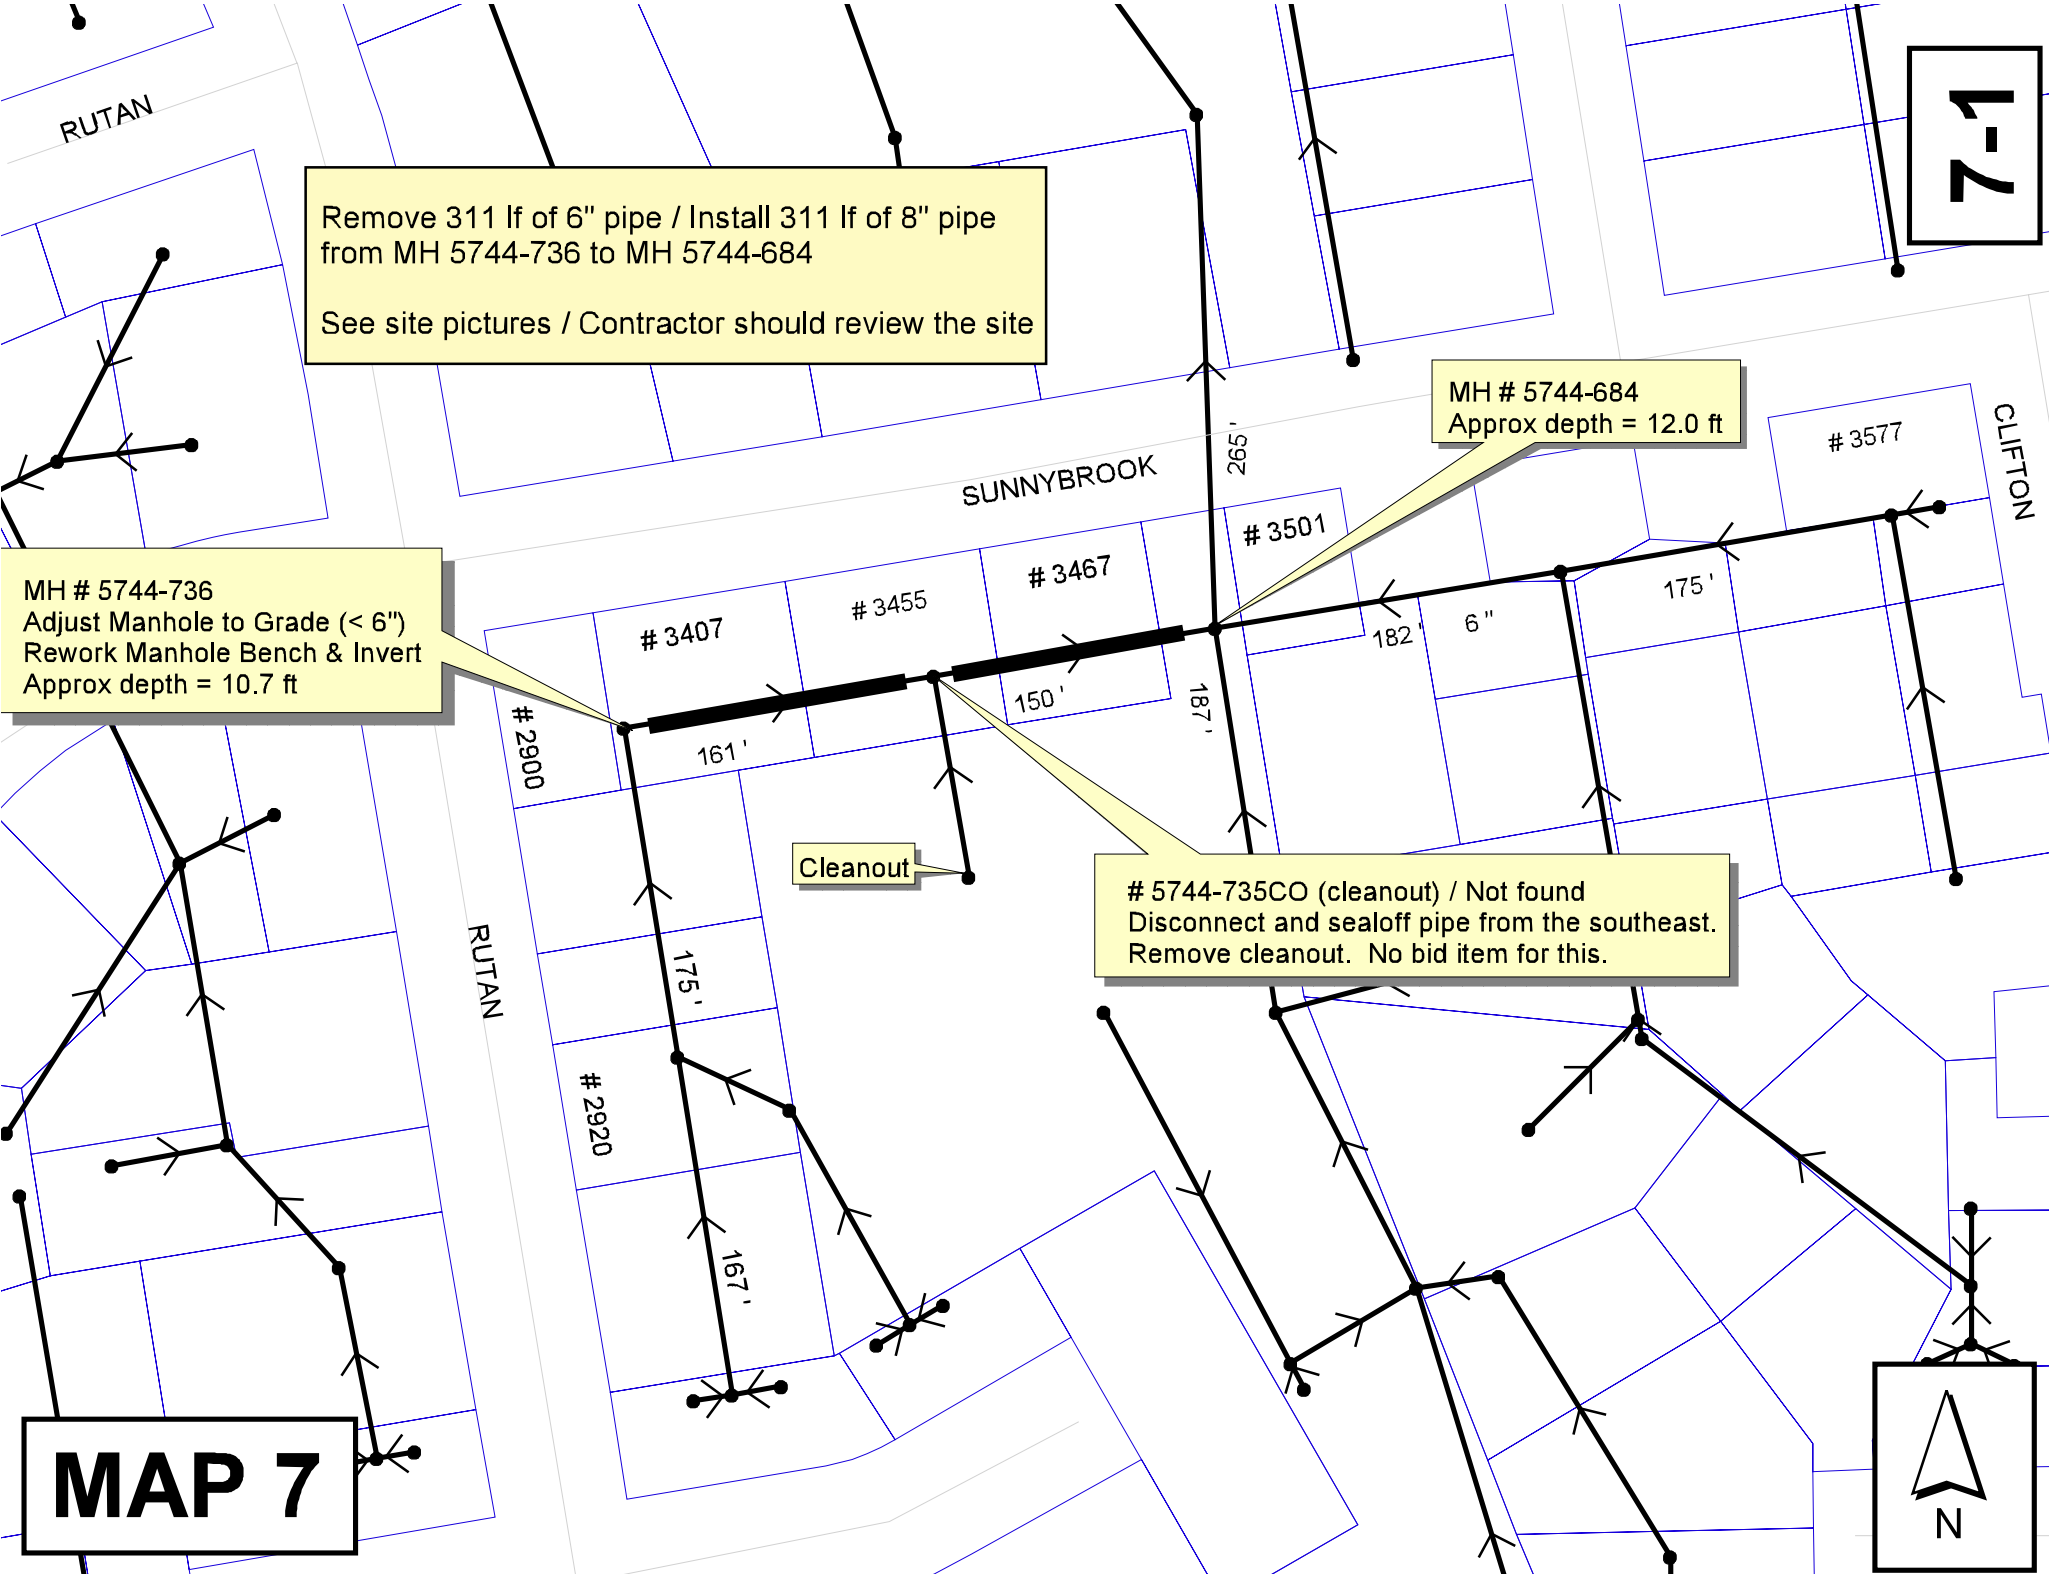 RUTAN
7-1
Remove 311 lf of 6" pipe / Install 311 lf of 8" pipe
from MH 5744-736 to MH 5744-684
See site pictures / Contractor should review the site
MH # 5744-684
Approx depth = 12.0 ft
# 3577
CLIFTON
265 '
SUNNYBROOK
# 3501
# 3467
# 3455
# 3407
MH # 5744-736
Adjust Manhole to Grade (< 6")
Rework Manhole Bench & Invert
Approx depth = 10.7 ft
175 '
6 "
182 '
187 '
150 '
161 '
# 2900
Cleanout
# 5744-735CO (cleanout) / Not found
Disconnect and sealoff pipe from the southeast.
Remove cleanout.  No bid item for this.
RUTAN
175 '
# 2920
167 '
MAP 7
N